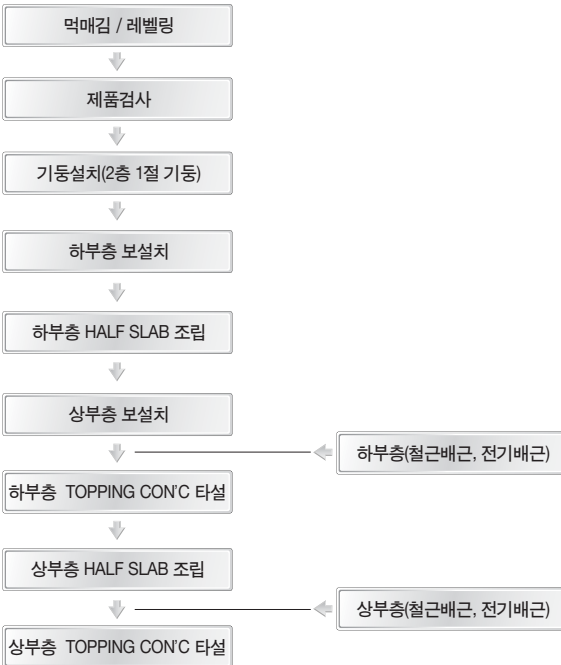 먹매김 / 레벨링
제품검사
기둥설치(2층 1절 기둥)
하부층 보설치
하부층 HALF SLAB 조립
상부층 보설치
하부층(철근배근, 전기배근)
하부층 TOPPING CON'C 타설
상부층 HALF SLAB 조립
상부층(철근배근, 전기배근)
상부층 TOPPING CON'C 타설